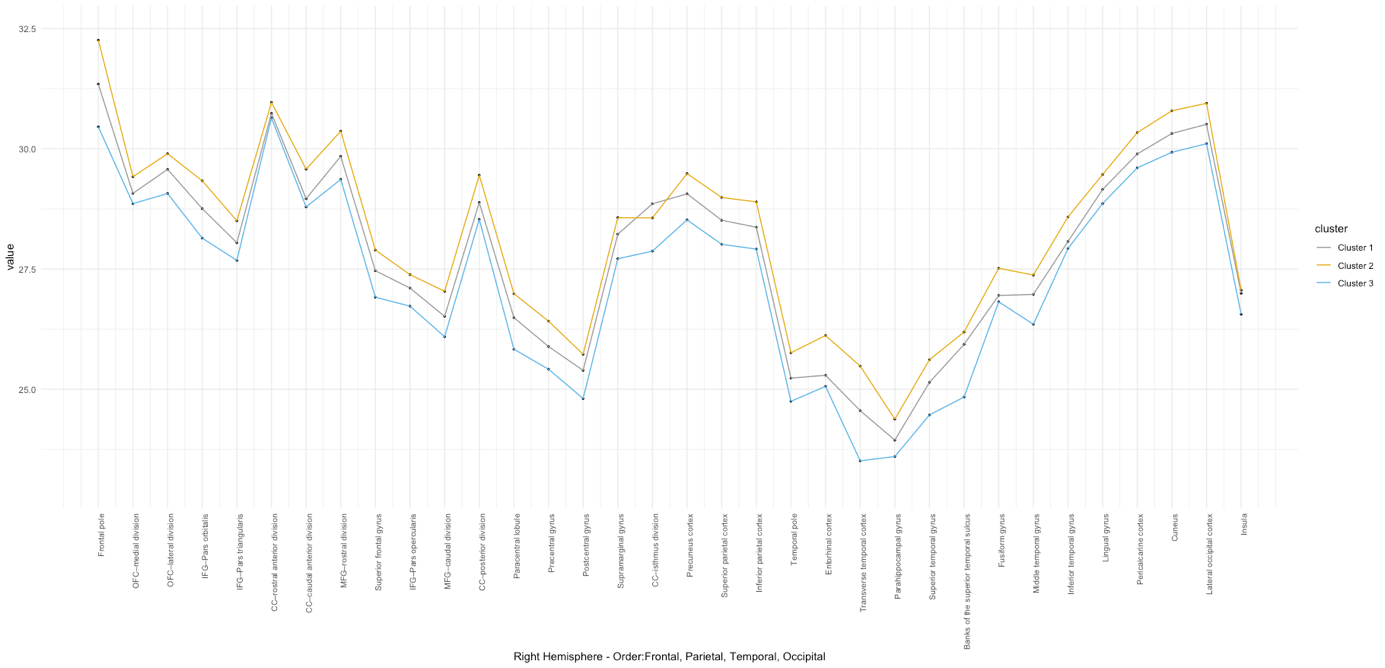 32.5
30.0
27.5
25.0
value
Frontal pole
OFC−medial division
OFC−lateral division
IFG−Pars orbitalis
IFG−Pars triangularis
CC−rostral anterior division
CC−caudal anterior division
MFG−rostral division
Superior frontal gyrus
IFG−Pars opercularis
MFG−caudal division
CC−posterior division
Paracentral lobule
Precentral gyrus
Postcentral gyrus
Supramarginal gyrus
CC−isthmus division
Precuneus cortex
Superior parietal cortex
Inferior parietal cortex
Temporal pole
Entorhinal cortex
Transverse temporal cortex
Parahippocampal gyrus
Superior temporal gyrus
Banks of the superior temporal sulcus
Fusiform gyrus
Middle temporal gyrus
Inferior temporal gyrus
Lingual gyrus
Pericalcarine cortex
Cuneus
Lateral occipital cortex
Insula
Right Hemisphere - Order:Frontal, Parietal, Temporal, Occipital
cluster
Cluster 1
Cluster 2
Cluster 3